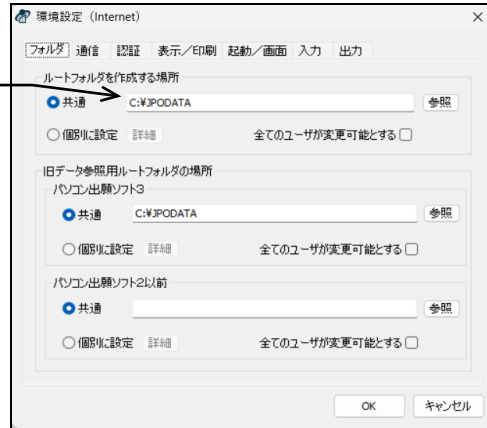 環境設定（Internet）
フォルダ 通信 認証 表示／印刷 起動／画面 入力 出力
ルートフォルダを作成する場所
共通 C:¥JPODATA 参照
個別に設定 詳細 全てのユーザが変更可能とする
旧データ参照用ルートフォルダの場所
パソコン出願ソフト3
共通 C:¥JPODATA 参照
個別に設定 詳細 全てのユーザが変更可能とする
パソコン出願ソフト2以前
共通 参照
個別に設定 詳細 全てのユーザが変更可能とする
OK キャンセル